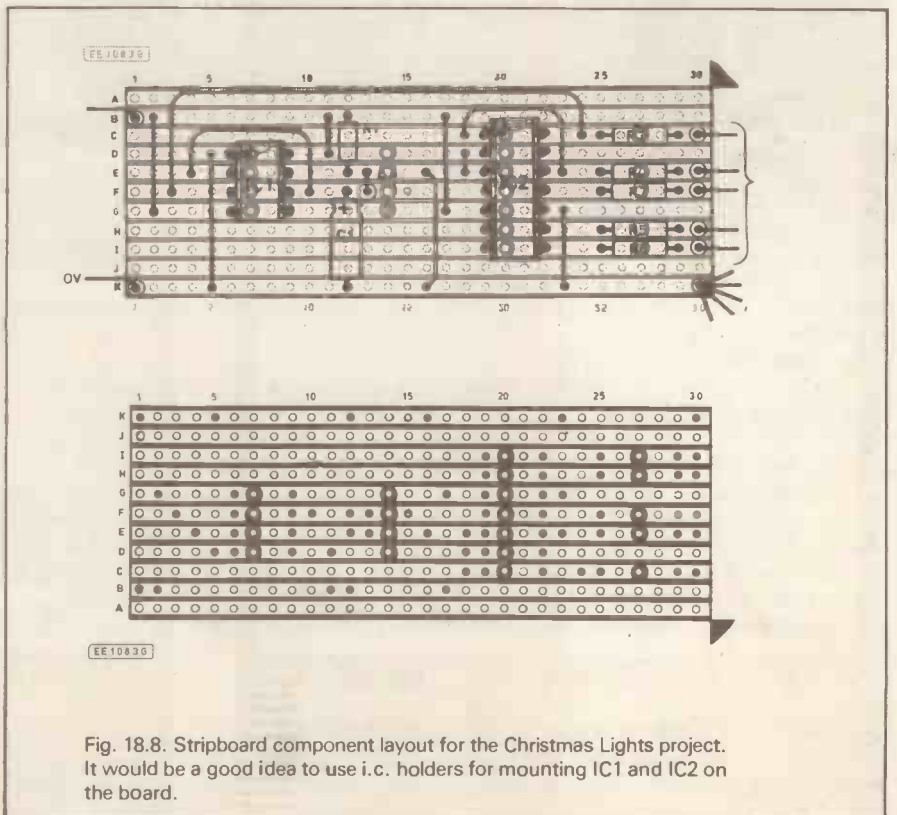 EE1083G
1 5 10 15 20 25 30
A
B
C
D
E
F
G
H
I
J
K
0V
1 5 10 15 20 25 30
K
J
I
H
G
F
E
D
C
B
A
EE1083G
Fig. 18.8. Stripboard component layout for the Christmas Lights project.
It would be a good idea to use i.c. holders for mounting IC1 and IC2 on
the board.